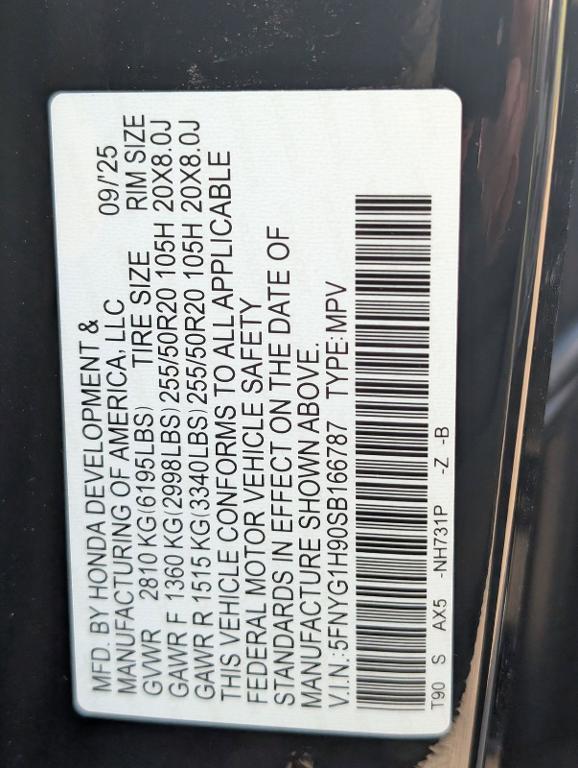 MFD. BY HONDA DEVELOPMENT &
MANUFACTURING OF AMERICA, LLC 09/'25
GVWR 2810 KG(6195LBS) TIRE SIZE RIM SIZE
GAWR F 1360 KG(2998LBS) 255/50R20 105H 20X8.0J
GAWR R 1515 KG(3340LBS) 255/50R20 105H 20X8.0J
THIS VEHICLE CONFORMS TO ALL APPLICABLE
FEDERAL MOTOR VEHICLE SAFETY
STANDARDS IN EFFECT ON THE DATE OF
MANUFACTURE SHOWN ABOVE.
V.I.N.:5FNYG1H90SB166787 TYPE:MPV
T90 S AX5 -NH731P -Z -B